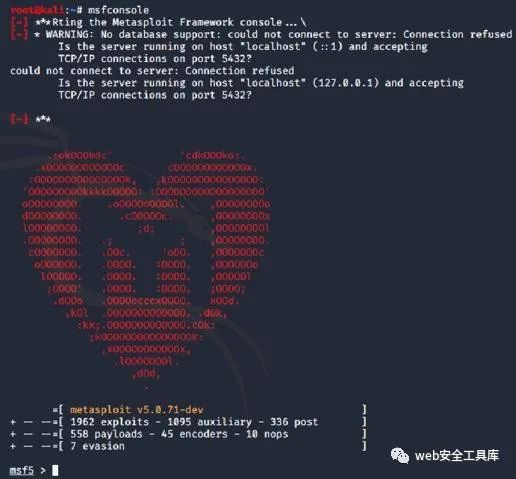 root@kali:~# msfconsole
[-] ***Rting the Metasploit Framework console...\
[-] * WARNING: No database support: could not connect to server: Connection refused
Is the server running on host "localhost" (::1) and accepting
TCP/IP connections on port 5432?
could not connect to server: Connection refused
Is the server running on host "localhost" (127.0.0.1) and accepting
TCP/IP connections on port 5432?
[-] ***
=[ metasploit v5.0.71-dev ]
+ -- --=[ 1962 exploits - 1095 auxiliary - 336 post ]
+ -- --=[ 558 payloads - 45 encoders - 10 nops ]
+ -- --=[ 7 evasion ]
msf5 >
web安全工具库